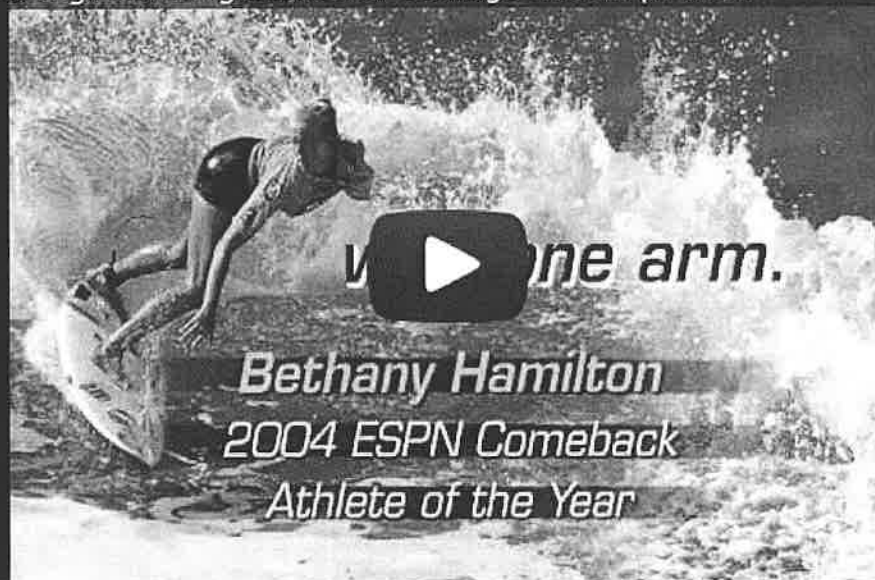 one arm.
Bethany Hamilton
2004 ESPN Comeback
Athlete of the Year